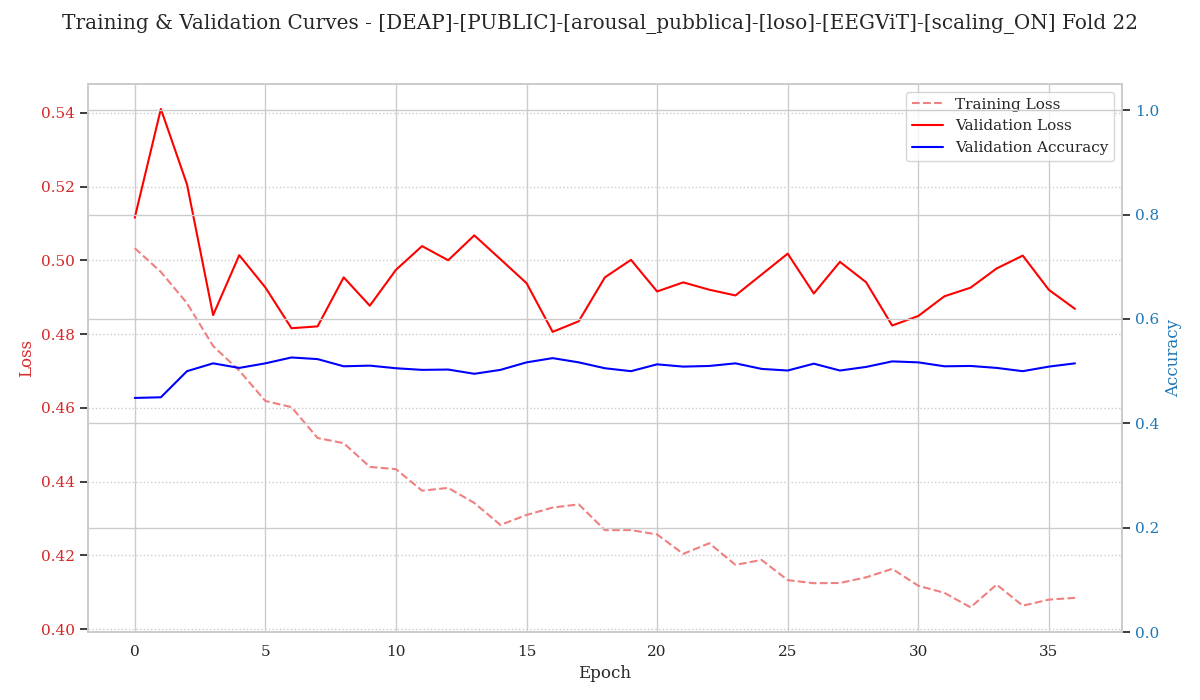 Training & Validation Curves - [DEAP]-[PUBLIC]-[arousal_pubblica]-[loso]-[EEGViT]-[scaling_ON] Fold 22
Training Loss
Validation Loss
Validation Accuracy
0.54
0.52
0.50
0.48
0.46
0.44
0.42
0.40
Loss
1.0
0.8
0.6
0.4
0.2
0.0
Accuracy
0 5 10 15 20 25 30 35
Epoch